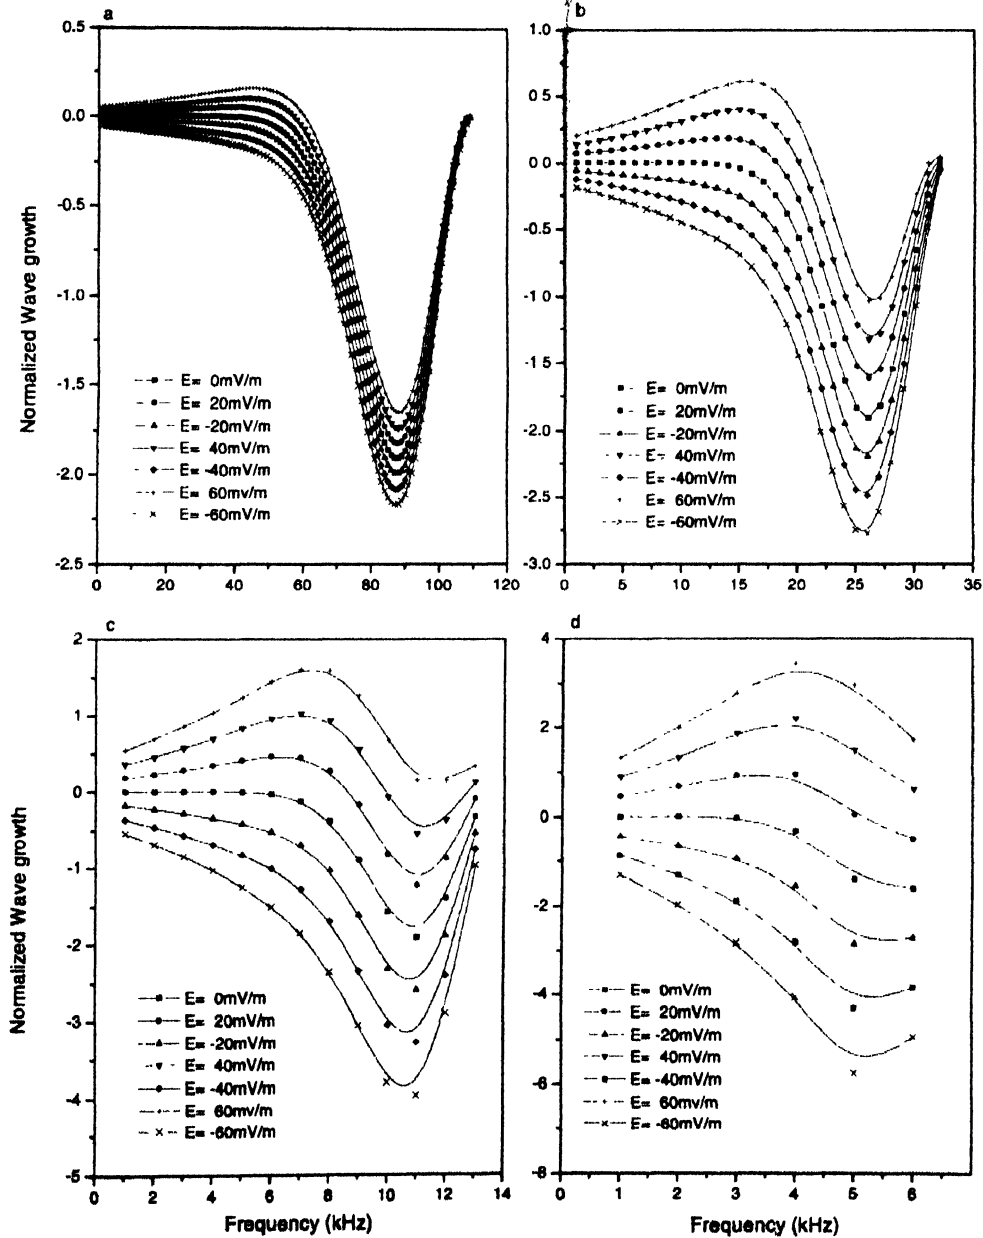 a
0.5
0.0
-0.5
-1.0
-1.5
-2.0
-2.5
0 20 40 60 80 100 120
Normalized Wave growth
E= 0mV/m
E= 20mV/m
E= -20mV/m
E= 40mV/m
E= -40mV/m
E= 60mv/m
E= -60mV/m
b
1.0
0.5
0.0
-0.5
-1.0
-1.5
-2.0
-2.5
-3.0
0 5 10 15 20 25 30 35
E= 0mV/m
E= 20mV/m
E= -20mV/m
E= 40mV/m
E= -40mV/m
E= 60mV/m
E= -60mV/m
c
2
1
0
-1
-2
-3
-4
-5
0 2 4 6 8 10 12 14
Normalized Wave growth
Frequency (kHz)
E= 0mV/m
E= 20mV/m
E= -20mV/m
E= 40mV/m
E= -40mV/m
E= 60mv/m
E= -60mV/m
d
4
2
0
-2
-4
-6
-8
0 1 2 3 4 5 6
Frequency (kHz)
E= 0mV/m
E= 20mV/m
E= -20mV/m
E= 40mV/m
E= -40mV/m
E= 60mv/m
E= -60mV/m